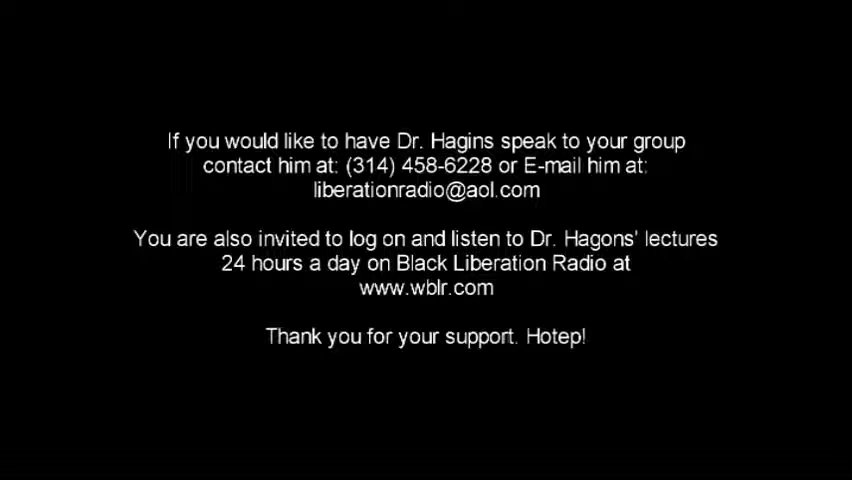 If you would like to have Dr. Hagins speak to your group
contact him at: (314) 458-6228 or E-mail him at:
liberationradio@aol.com
You are also invited to log on and listen to Dr. Hagons' lectures
24 hours a day on Black Liberation Radio at
www.wblr.com
Thank you for your support. Hotep!